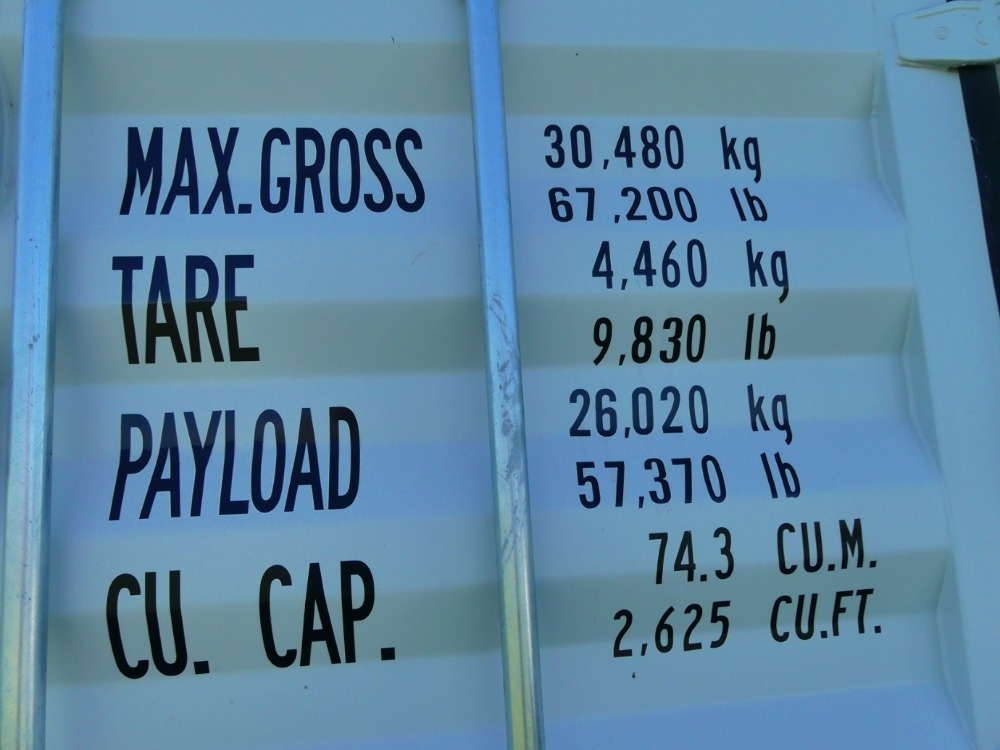 MAX.GROSS 30,480 kg
67,200 lb
TARE 4,460 kg
9,830 lb
PAYLOAD 26,020 kg
57,370 lb
CU. CAP. 74.3 CU.M.
2,625 CU.FT.